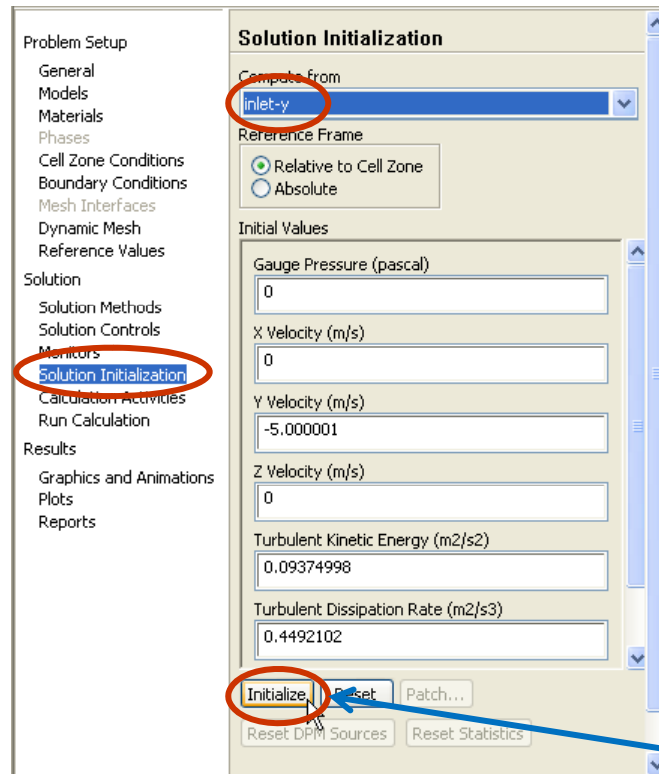 Problem Setup
General
Models
Materials
Phases
Cell Zone Conditions
Boundary Conditions
Mesh Interfaces
Dynamic Mesh
Reference Values
Solution
Solution Methods
Solution Controls
Monitors
Solution Initialization
Calculation Activities
Run Calculation
Results
Graphics and Animations
Plots
Reports
Solution Initialization
Compute from
inlet-y
Reference Frame
Relative to Cell Zone
Absolute
Initial Values
Gauge Pressure (pascal)
0
X Velocity (m/s)
0
Y Velocity (m/s)
-5.000001
Z Velocity (m/s)
0
Turbulent Kinetic Energy (m2/s2)
0.09374998
Turbulent Dissipation Rate (m2/s3)
0.4492102
Initialize Reset Patch...
Reset DPM Sources Reset Statistics